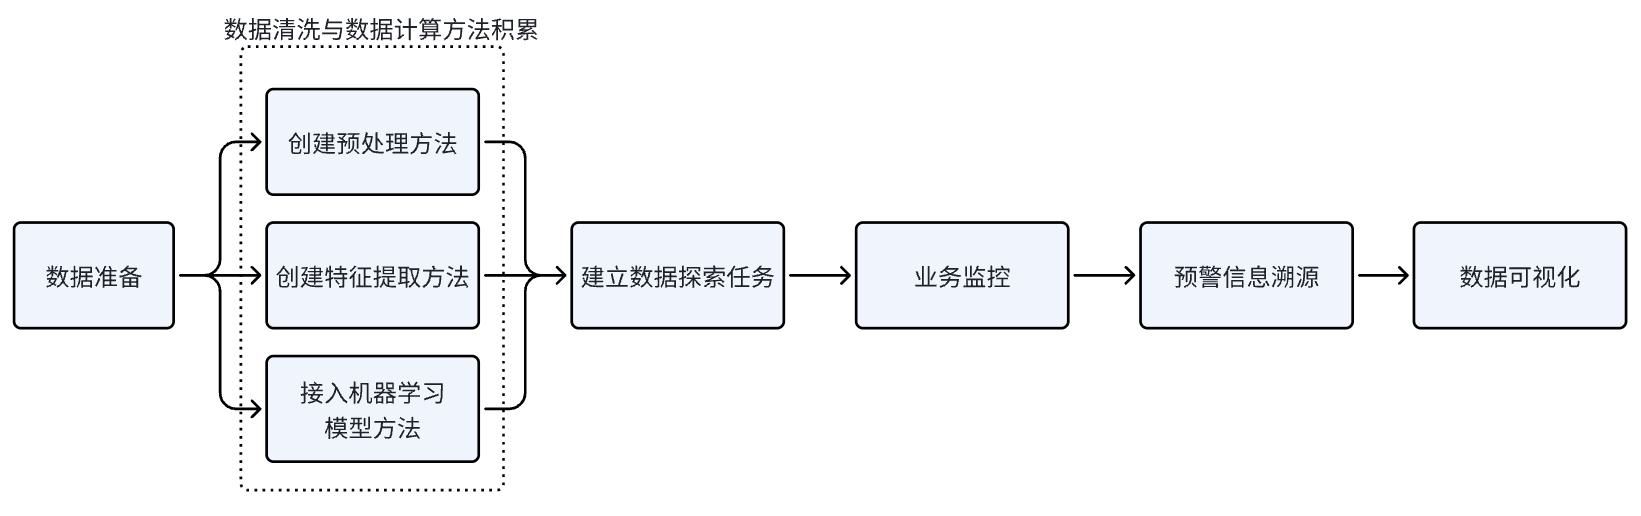 数据清洗与数据计算方法积累
数据准备
创建预处理方法
创建特征提取方法
接入机器学习
模型方法
建立数据探索任务
业务监控
预警信息溯源
数据可视化